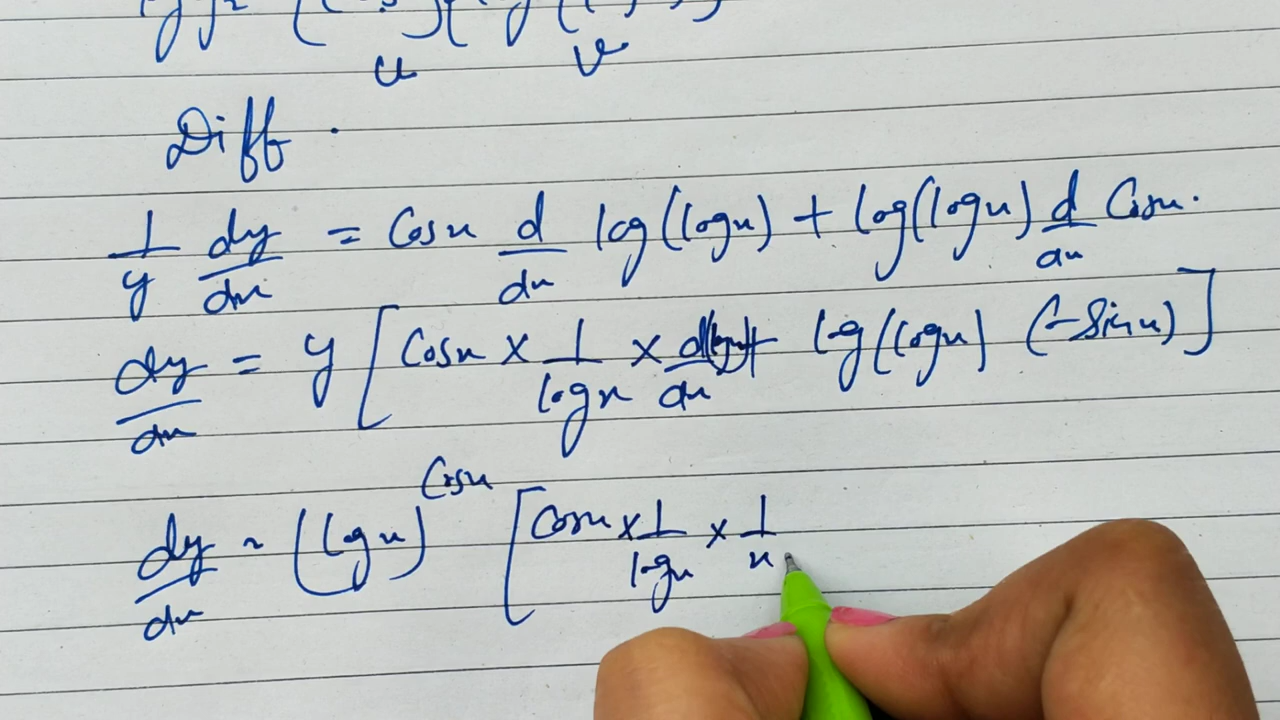 u v
Diff.
1/y dy/dx = Cosx d/dx log(logx) + log(logx) d/dx Cosx.
dy/dx = y [Cosx × 1/logx × d(logx)/dx + log(logx) (-Sinx)]
dy/dx = (logx)^Cosx [Cosx × 1/logx × 1/x